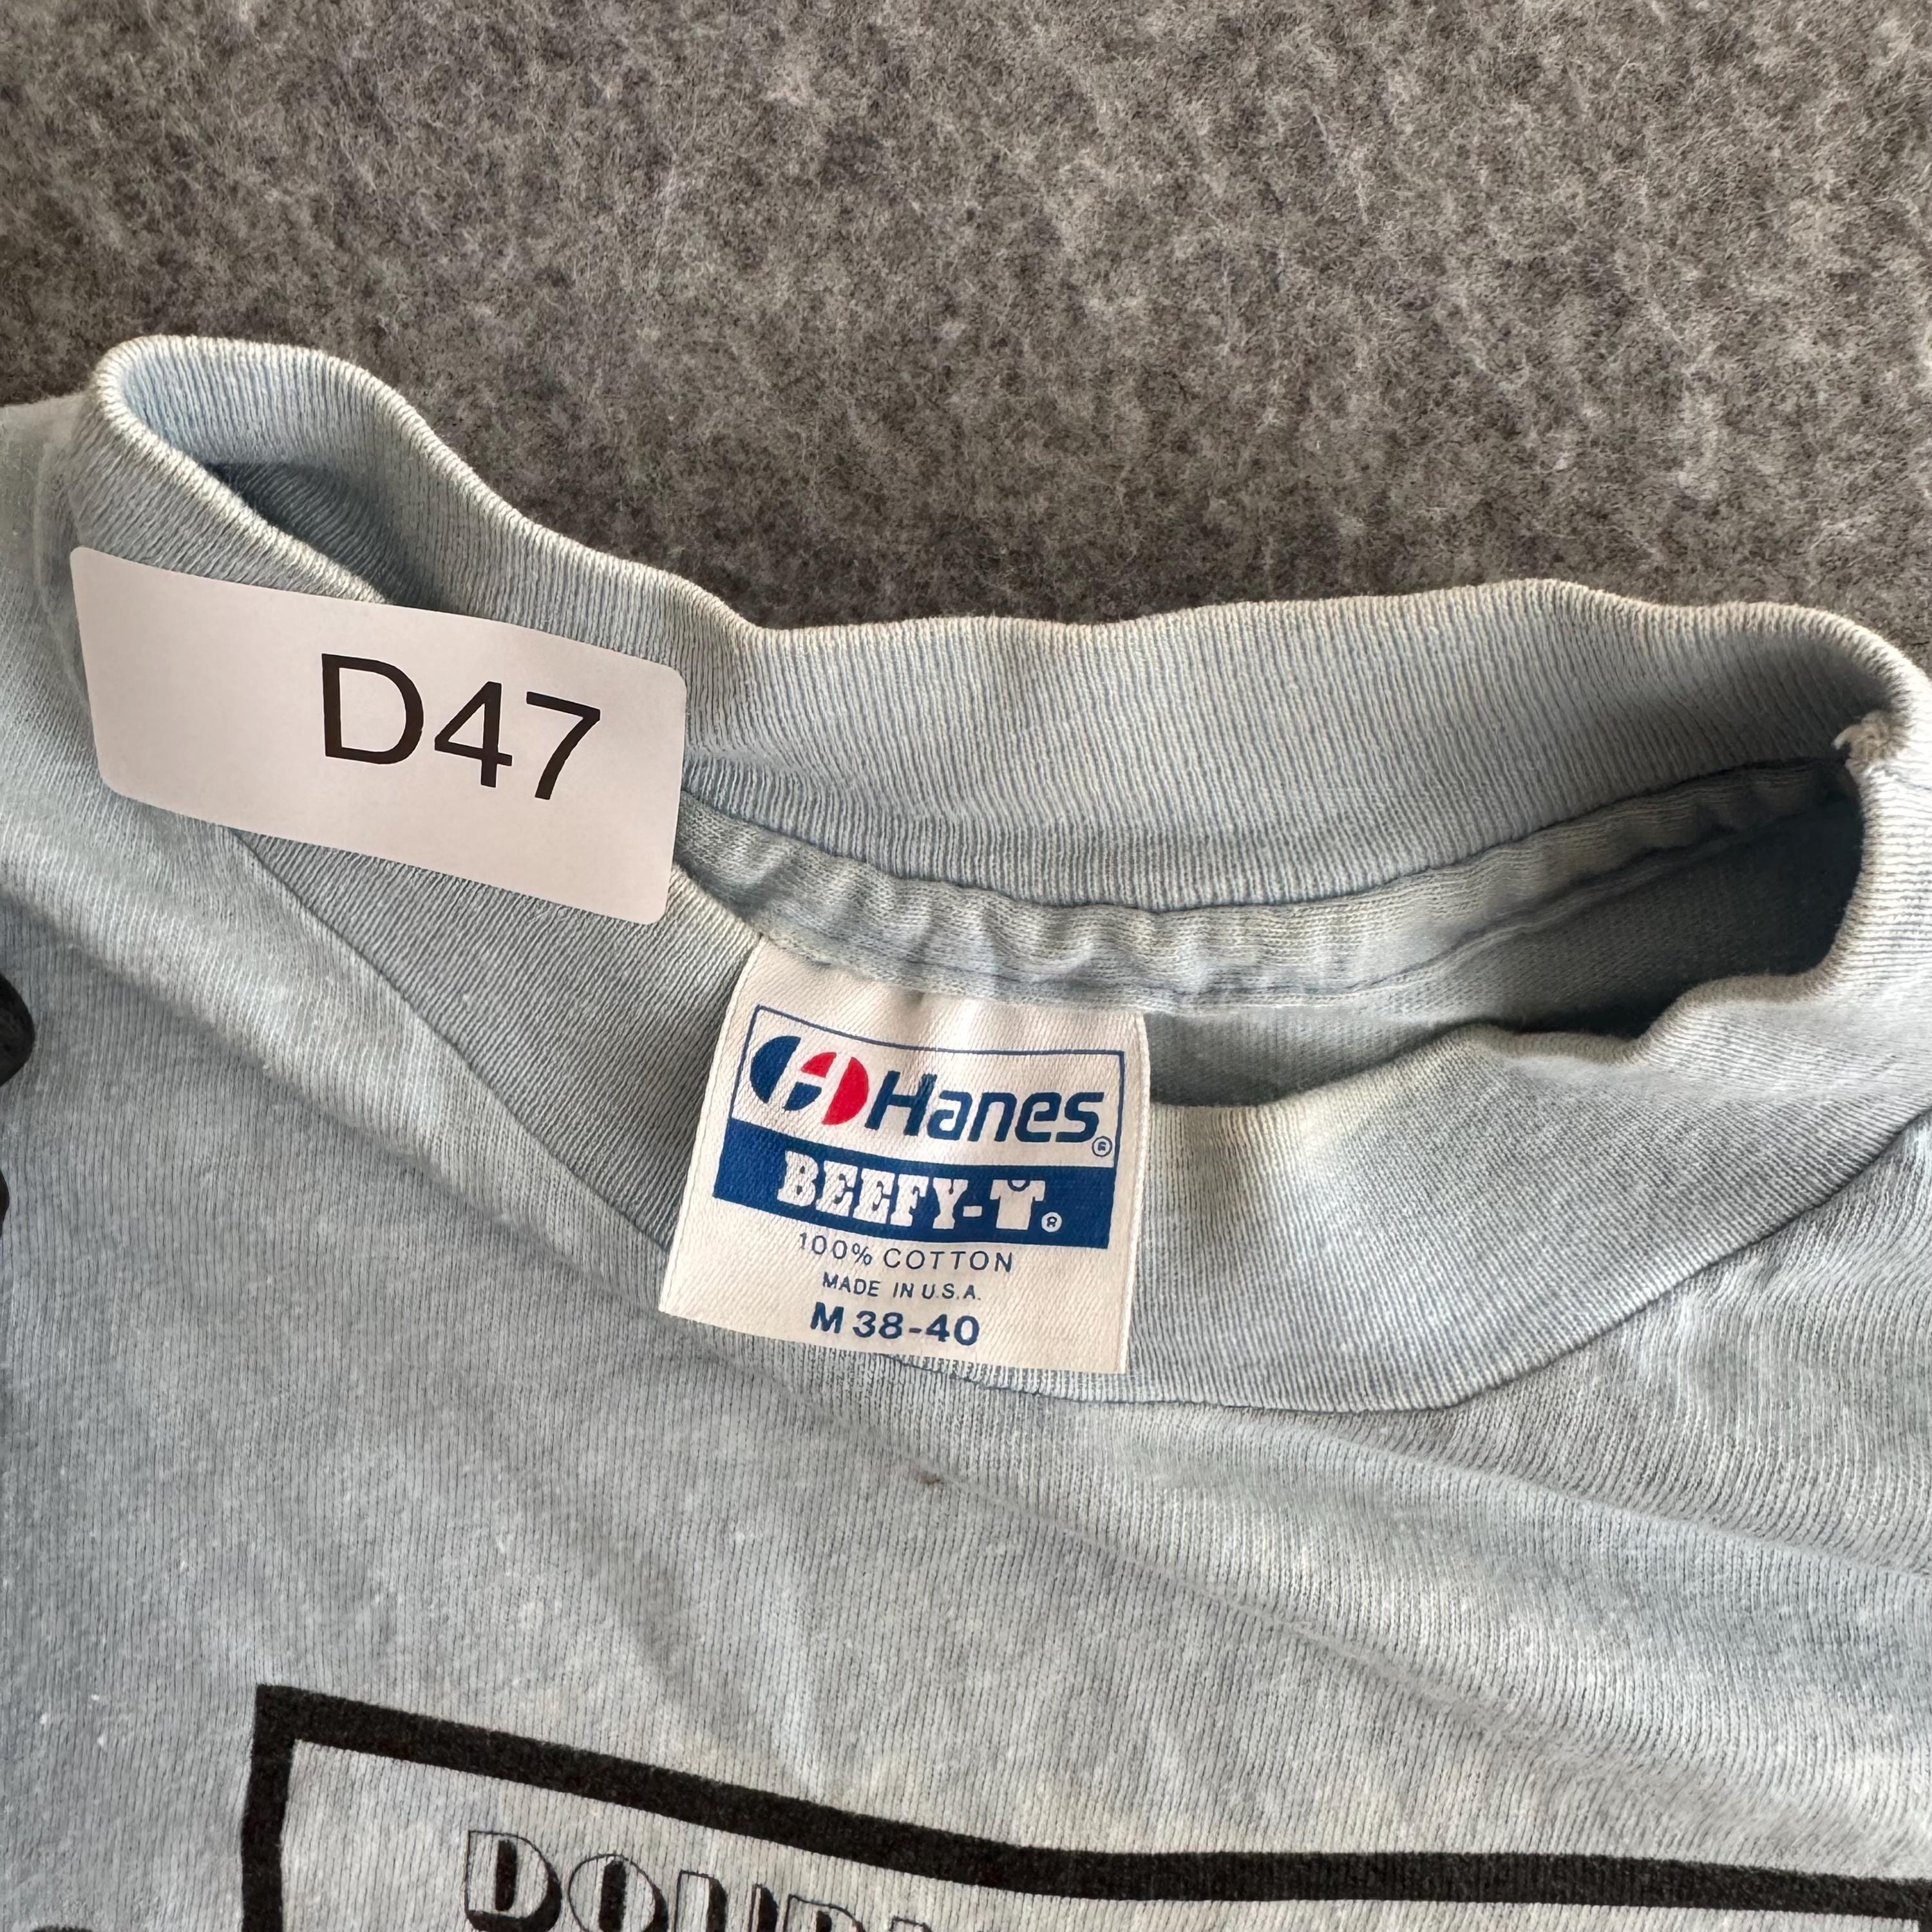 D47
Hanes®
BEEFY-T®
100% COTTON
MADE IN U.S.A.
M 38-40